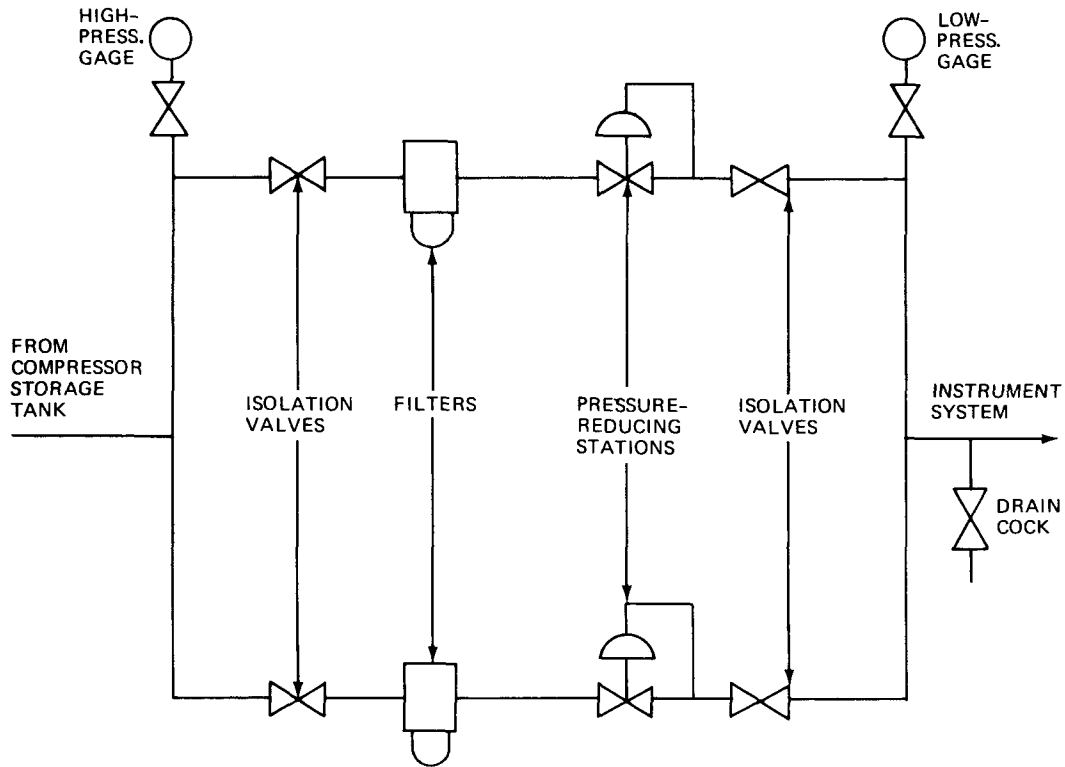 HIGH-
PRESS.
GAGE
LOW-
PRESS.
GAGE
FROM
COMPRESSOR
STORAGE
TANK
ISOLATION
VALVES
FILTERS
PRESSURE-
REDUCING
STATIONS
ISOLATION
VALVES
INSTRUMENT
SYSTEM
DRAIN
COCK